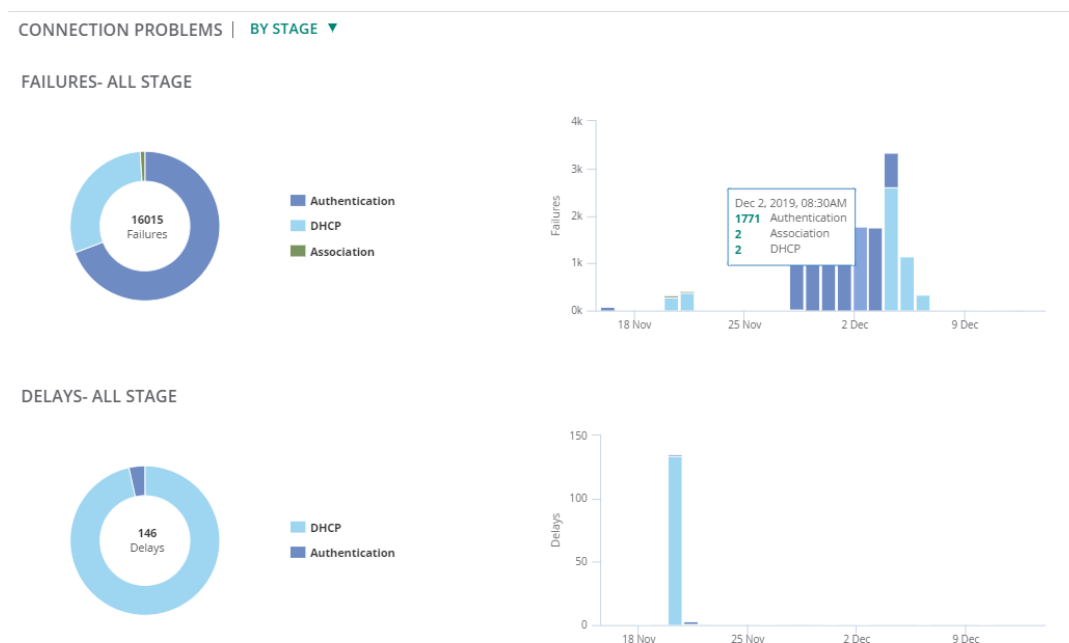 CONNECTION PROBLEMS | BY STAGE ▼
FAILURES- ALL STAGE
16015
Failures
Authentication
DHCP
Association
4k
3k
2k
1k
0k
Failures
Dec 2, 2019, 08:30AM
1771 Authentication
2 Association
2 DHCP
18 Nov 25 Nov 2 Dec 9 Dec
DELAYS- ALL STAGE
146
Delays
DHCP
Authentication
150
100
50
0
Delays
18 Nov 25 Nov 2 Dec 9 Dec